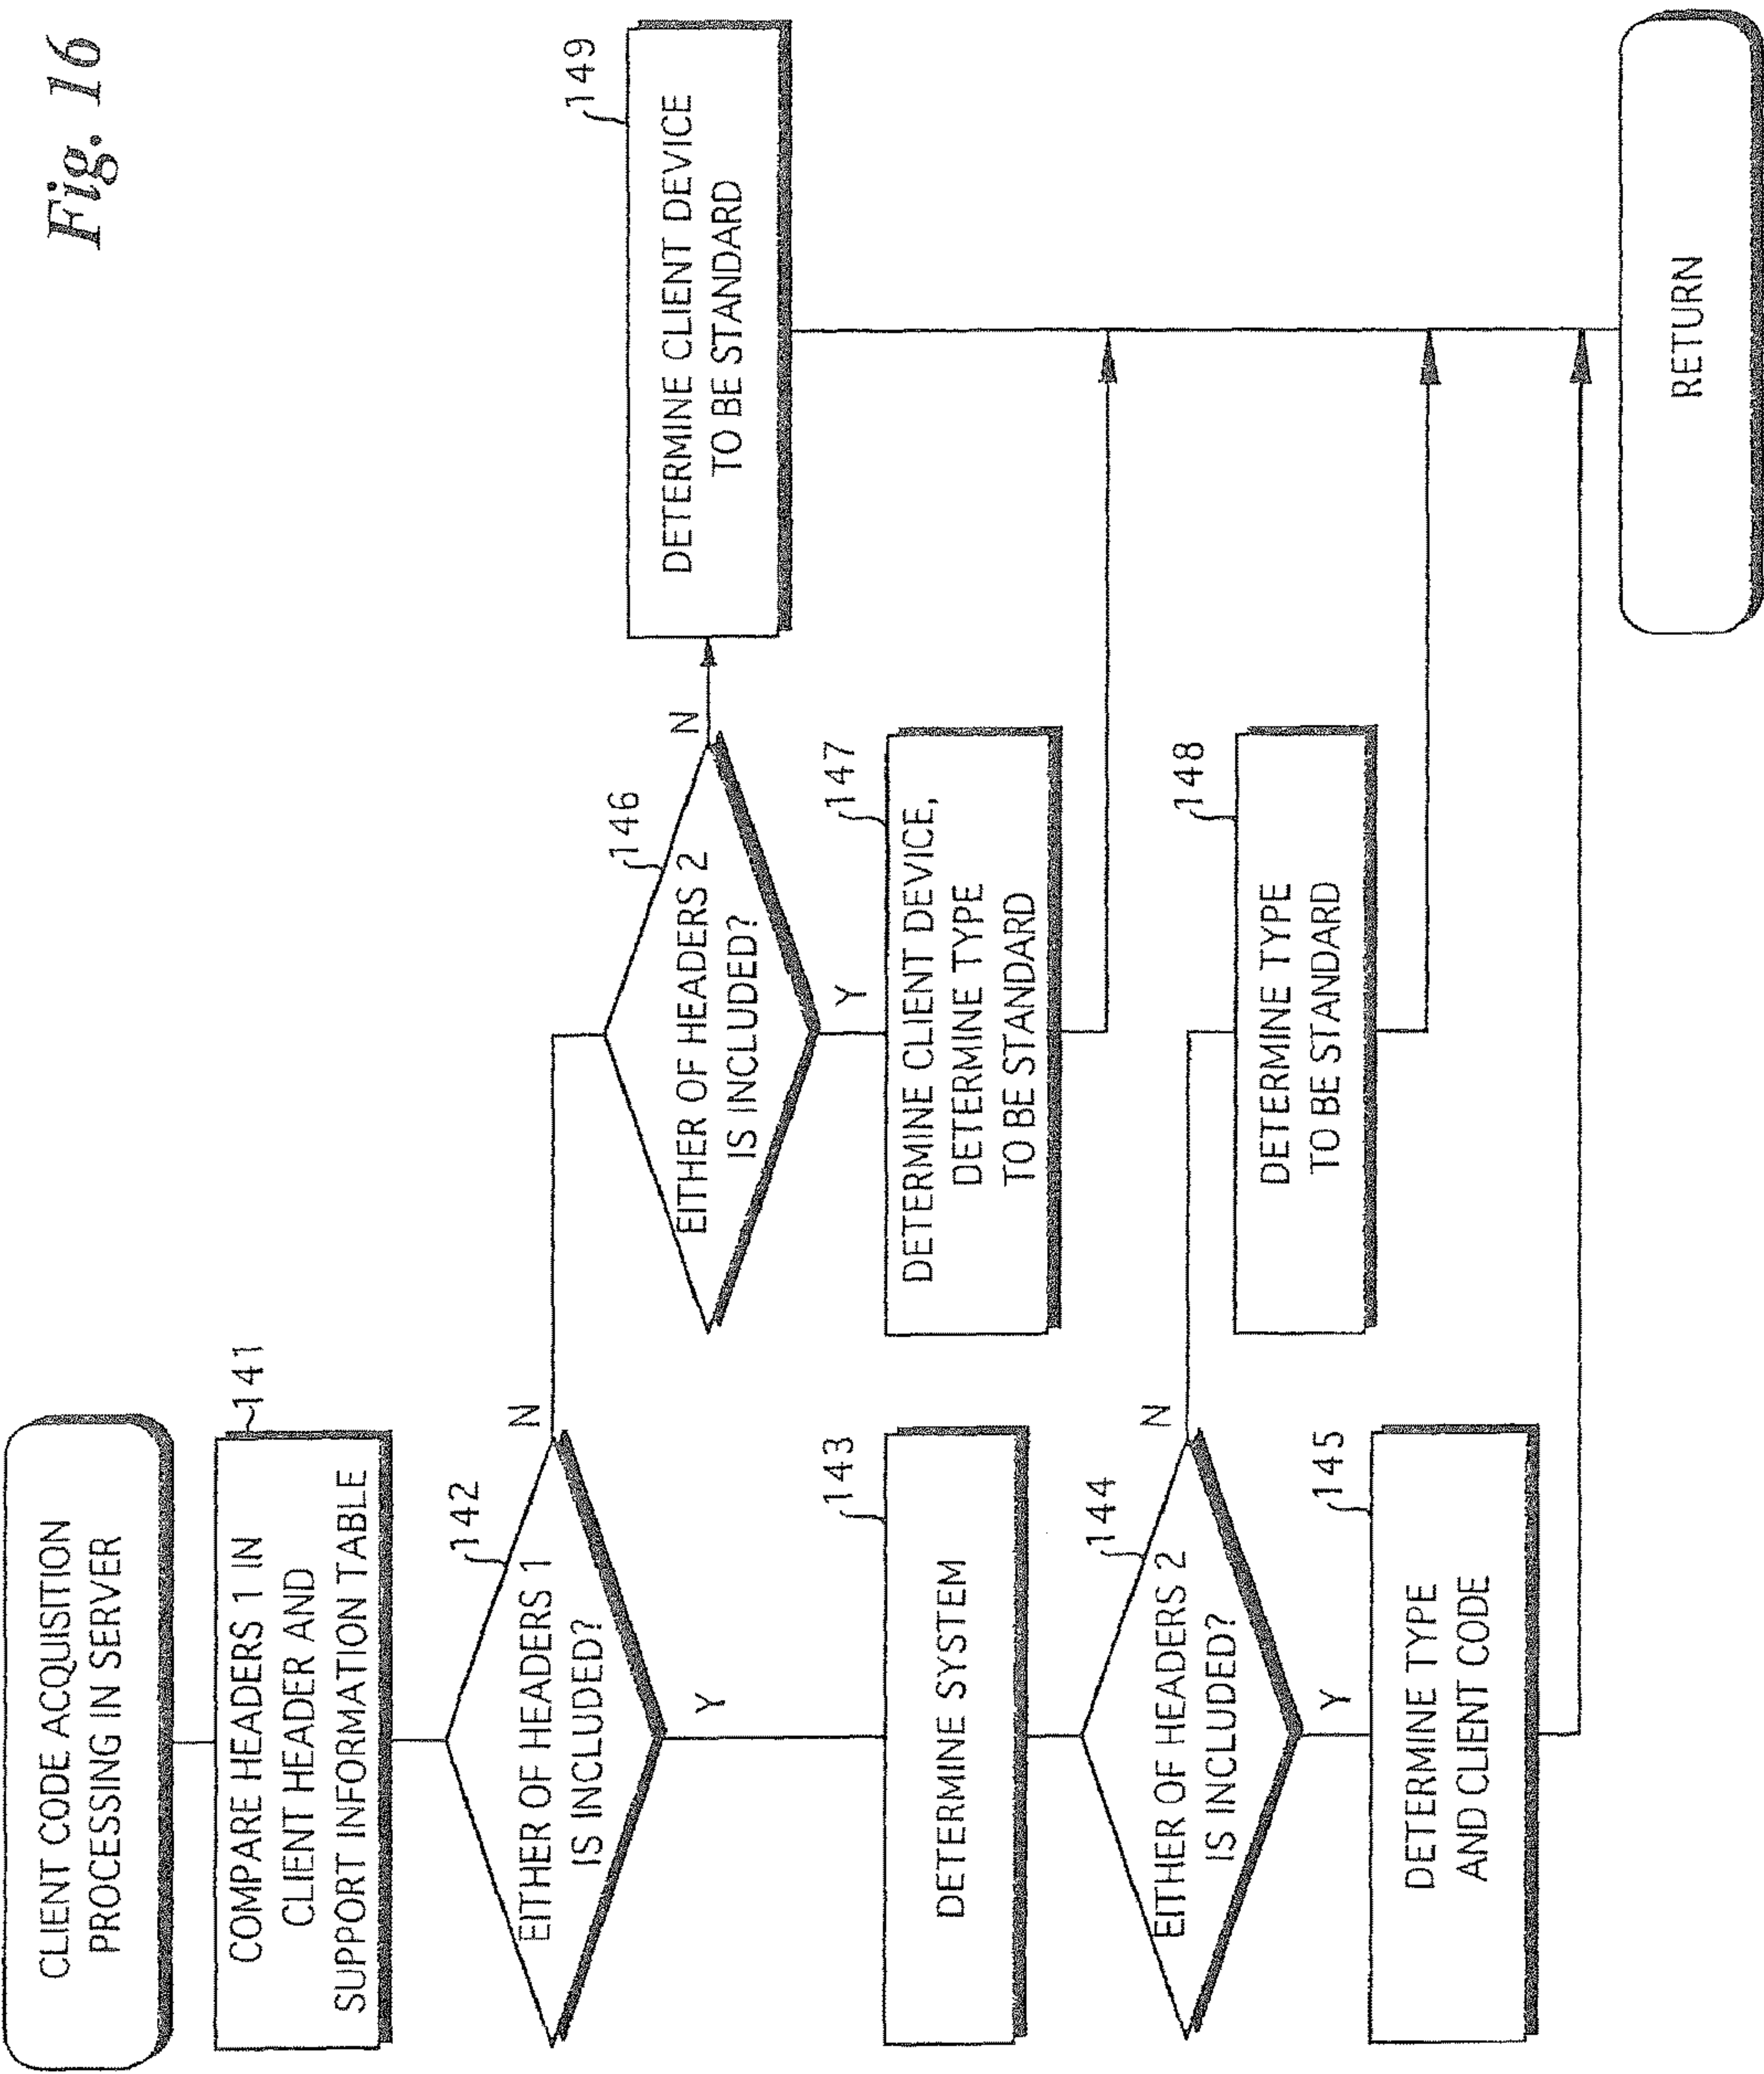 Fig. 16
CLIENT CODE ACQUISITION
PROCESSING IN SERVER
141
COMPARE HEADERS 1 IN
CLIENT HEADER AND
SUPPORT INFORMATION TABLE
142
EITHER OF HEADERS 1
IS INCLUDED?
N
Y
146
EITHER OF HEADERS 2
IS INCLUDED?
N
Y
149
DETERMINE CLIENT DEVICE
TO BE STANDARD
143
DETERMINE SYSTEM
147
DETERMINE CLIENT DEVICE,
DETERMINE TYPE
TO BE STANDARD
144
EITHER OF HEADERS 2
IS INCLUDED?
N
Y
148
DETERMINE TYPE
TO BE STANDARD
145
DETERMINE TYPE
AND CLIENT CODE
RETURN